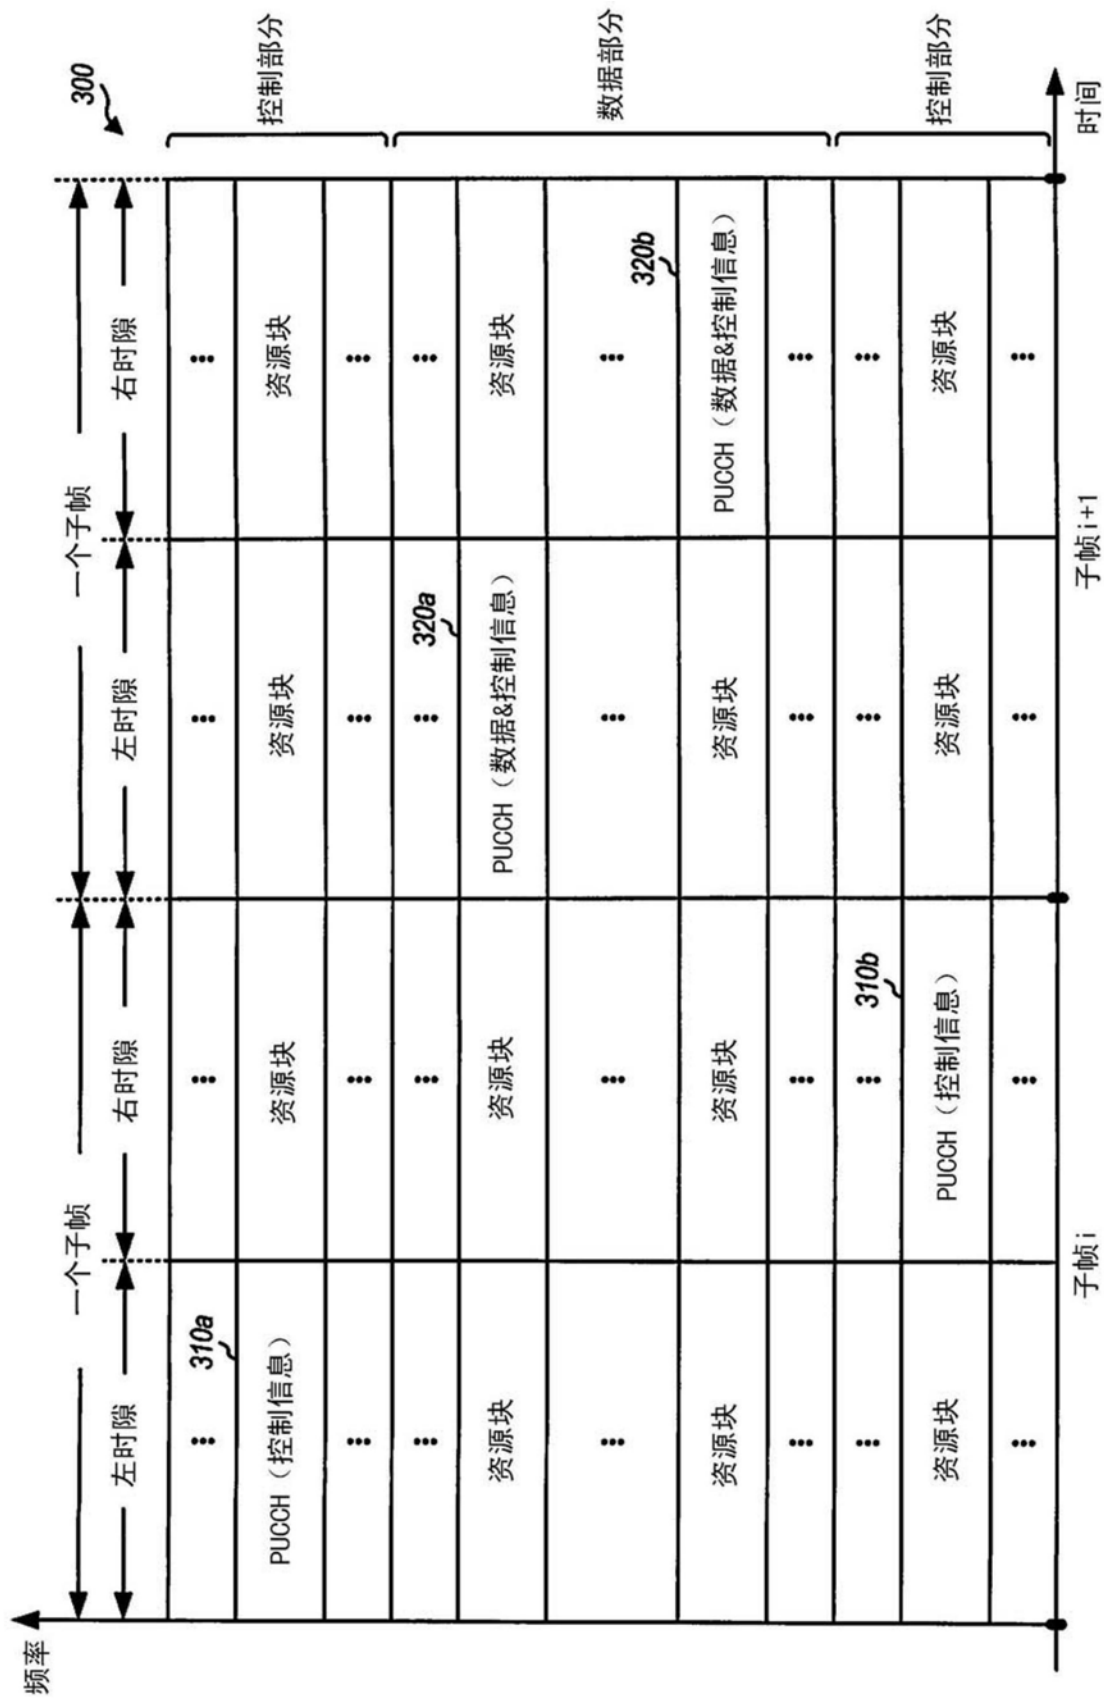 300
频率
一个子帧
一个子帧
左时隙
右时隙
左时隙
右时隙
⋮
310a
⋮
⋮
⋮
控制部分
PUCCH（控制信息）
资源块
资源块
资源块
⋮
⋮
⋮
⋮
⋮
⋮
320a
⋮
⋮
资源块
资源块
PUCCH（数据&控制信息）
资源块
⋮
⋮
⋮
⋮
数据部分
320b
资源块
资源块
资源块
PUCCH（数据&控制信息）
⋮
⋮
⋮
⋮
⋮
⋮
310b
⋮
⋮
资源块
PUCCH（控制信息）
资源块
资源块
控制部分
⋮
⋮
⋮
⋮
子帧i
子帧i+1
时间